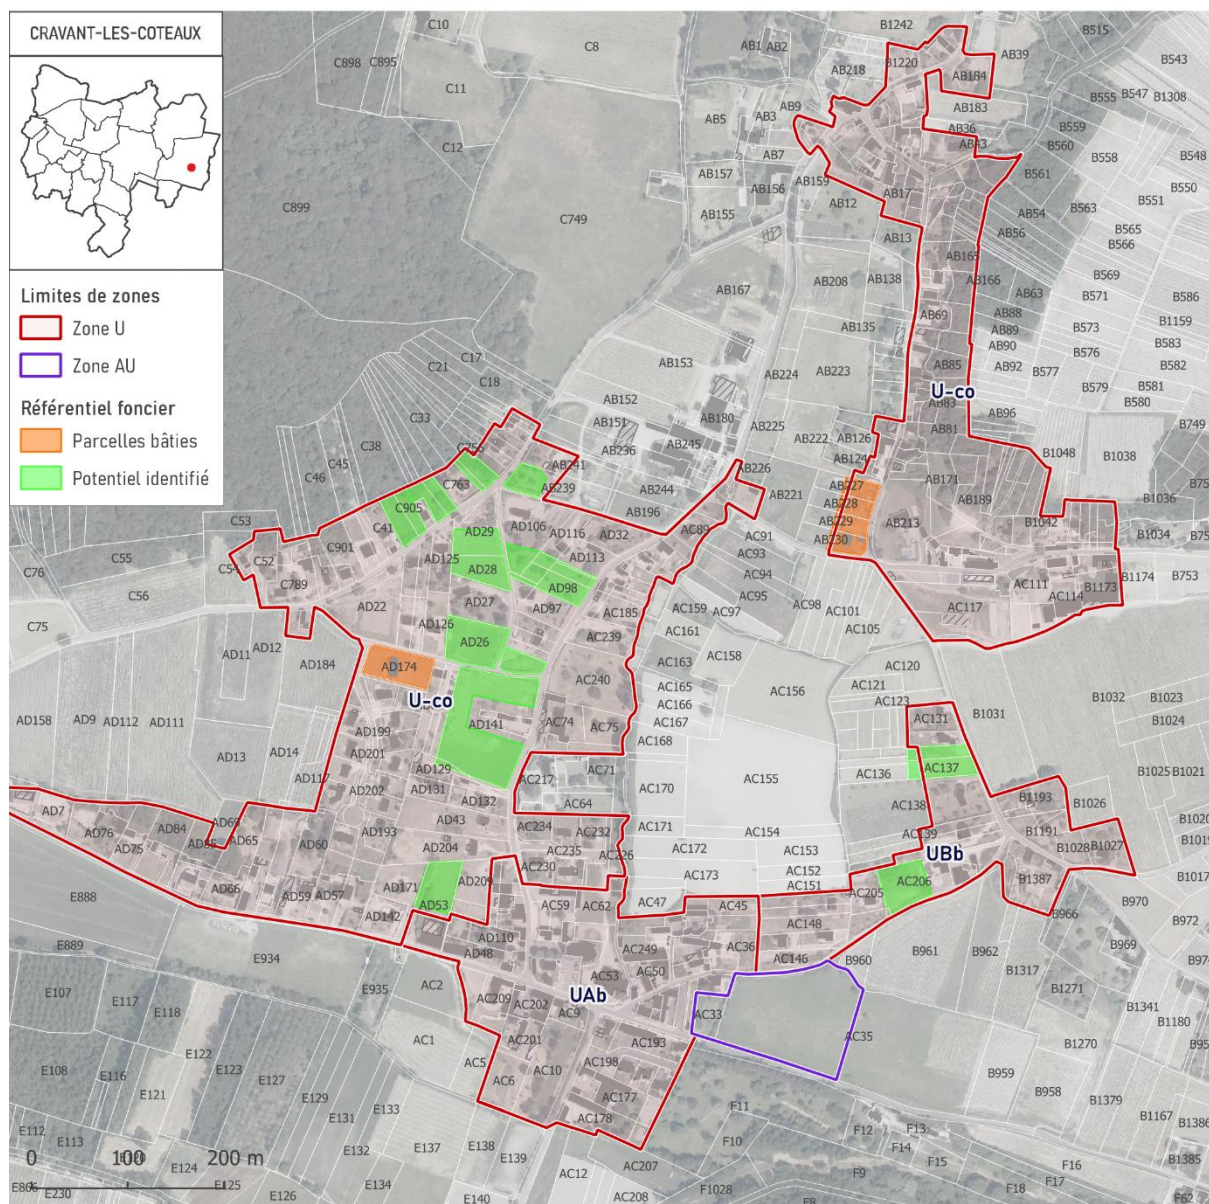 CRAVANT-LES-COTEAUX
Limites de zones
Zone U
Zone AU
Référentiel foncier
Parcelles bâties
Potentiel identifié
C10
C8
AB1
AB2
B1242
AB39
B515
C898
C895
AB218
B1220
AB184
B543
C11
B555
B547
B1308
AB183
AB9
AB5
AB3
AB36
B559
AB43
B560
C12
AB7
B558
B548
AB157
AB156
AB159
AB17
B561
B550
C899
C749
AB155
AB12
AB54
B563
B551
AB56
B565
B566
AB13
AB165
AB167
AB208
AB138
AB166
B569
AB63
B571
B586
AB69
AB88
AB135
AB89
B573
B1159
AB90
B583
C17
AB153
AB85
AB92
B576
B582
C21
C18
AB224
AB223
B577
B579
B581
U-co
AB152
AB83
B580
C33
AB151
AB180
AB96
C38
AB225
AB81
B749
C756
AB236
AB245
AB222
AB126
B1048
B1038
C45
AB241
AB124
C46
C763
AB239
AB244
AB226
AB221
AB227
AB171
AB228
AB189
B1036
C905
AB196
AB229
AB213
B1042
C53
C41
AD29
AD106
AD116
AD32
AC89
AC91
AB230
B1034
C901
AC93
C55
C52
AD125
AD113
C76
C54
AD28
AC94
B1174
B753
C789
AD98
AC95
AC111
B1173
C56
AC114
AD27
AD97
AC185
AC159
AC97
AC98
AC101
AC117
AD22
AD126
AC105
C75
AD26
AC239
AC161
AD12
AD11
AC158
AD184
AD174
AC163
AC120
AC240
AC165
AC156
AC121
B1032
B1023
U-co
AC166
AC123
AD158
AD9
AD112
AD111
AD141
AC74
AC75
AC167
AC131
B1031
B1024
AD199
AC168
AD14
AD201
AD13
AD129
AC71
AC137
B1025
B1021
AD117
AC217
AC136
AD131
AC170
AC155
AD202
AD132
AC64
B1193
B1026
AC138
AD7
AD69
AD43
AC234
AC232
AC171
B1020
AD76
AD84
AD193
AC154
AC139
B1191
AD75
AD85
AD65
AD60
AD204
AC235
AC226
AC172
AC153
UBb
B1028
B1027
AC230
AC152
AC173
AC151
B1387
B1017
AD171
AD66
AD59
AD57
AD209
AC206
E888
AD53
AC59
AC62
AC47
AC45
AC205
B970
AD142
B966
AC148
B972
E889
AD110
AC249
AC36
B969
AD48
E934
AC146
B960
B961
B962
AC53
AC50
B1317
E935
AC2
UAb
E107
AC209
AC202
B1271
E117
AC9
AC33
E118
AC35
B1341
B1180
AC1
AC201
AC193
B1270
E122
AC5
AC198
E108
E123
AC10
B959
E116
E127
AC6
E121
E129
AC177
B958
B1379
E133
F11
B1167
E131
AC178
F12
F13
B1386
E112
E113
E132
E137
E138
F10
F14
E139
AC207
F15
B1385
0
100
200 m
E124
F16
AC12
F9
F17
E866
E125
E134
E230
E126
E140
AC208
F1028
F8
F18
F62